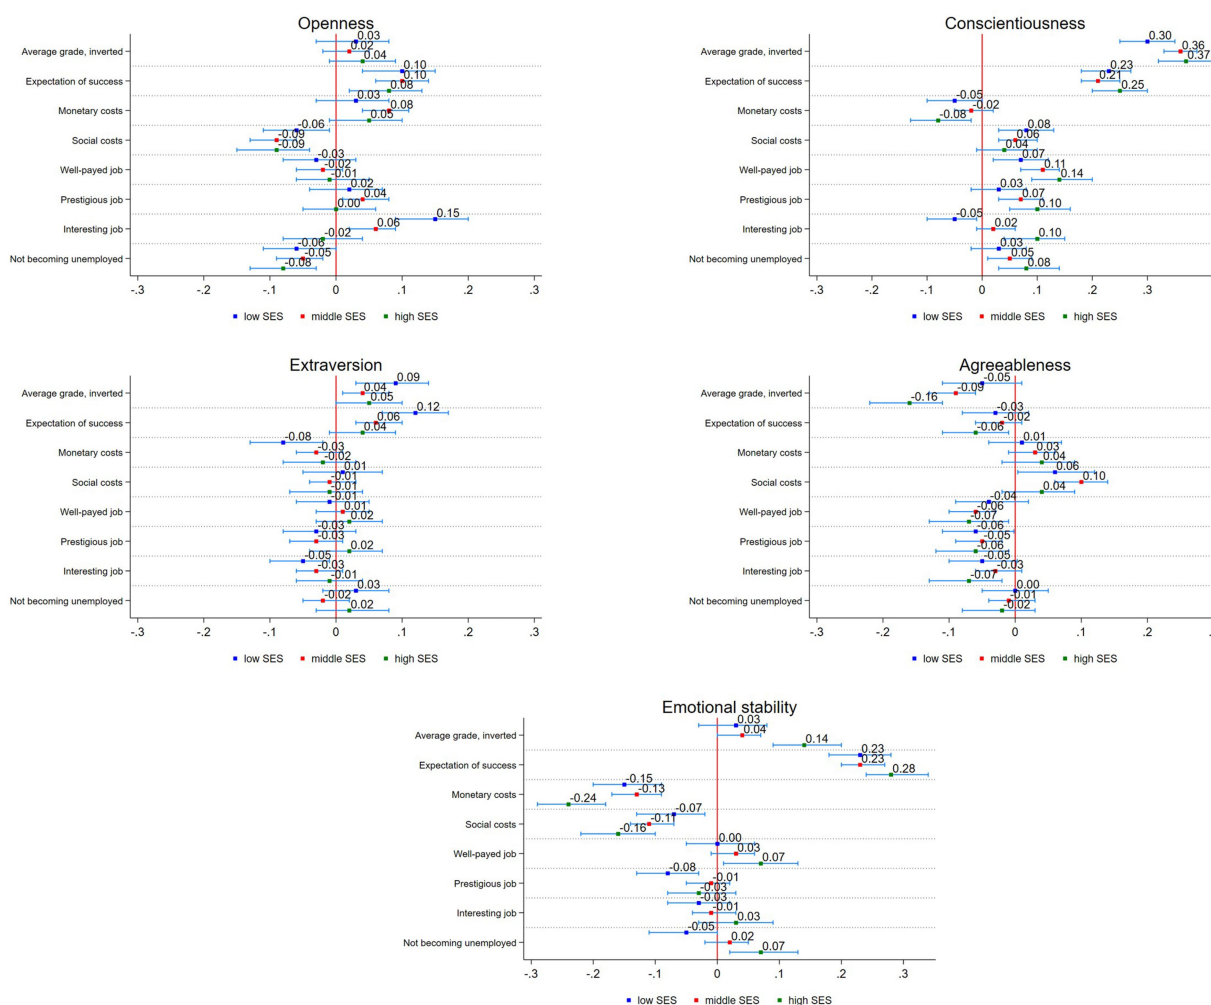 Openness
Average grade, inverted
0.03
0.02
0.04
Expectation of success
0.10
0.10
0.08
Monetary costs
0.03
0.08
0.05
Social costs
-0.06
-0.09
-0.09
Well-payed job
-0.03
-0.02
-0.01
Prestigious job
0.02
0.04
0.00
Interesting job
0.15
0.06
-0.02
Not becoming unemployed
-0.06
-0.05
-0.08
-.3 -.2 -.1 0 .1 .2 .3
low SES middle SES high SES
Conscientiousness
Average grade, inverted
0.30
0.36
0.37
Expectation of success
0.23
0.21
0.25
Monetary costs
-0.05
-0.02
-0.08
Social costs
0.08
0.06
0.04
Well-payed job
0.07
0.11
0.14
Prestigious job
0.03
0.07
0.10
Interesting job
-0.05
0.02
0.10
Not becoming unemployed
0.03
0.05
0.08
-.3 -.2 -.1 0 .1 .2 .3
low SES middle SES high SES
Extraversion
Average grade, inverted
0.09
0.04
0.05
Expectation of success
0.12
0.06
0.04
Monetary costs
-0.08
-0.03
-0.02
Social costs
0.01
-0.01
-0.01
Well-payed job
-0.01
0.01
0.02
Prestigious job
-0.03
-0.03
0.02
Interesting job
-0.05
-0.03
-0.01
Not becoming unemployed
0.03
-0.02
0.02
-.3 -.2 -.1 0 .1 .2 .3
low SES middle SES high SES
Agreeableness
Average grade, inverted
-0.05
-0.09
-0.16
Expectation of success
-0.03
-0.02
-0.06
Monetary costs
0.01
0.03
0.04
Social costs
0.06
0.10
0.04
Well-payed job
-0.04
-0.06
-0.07
Prestigious job
-0.06
-0.05
-0.06
Interesting job
-0.05
-0.03
-0.07
Not becoming unemployed
0.00
-0.01
-0.02
-.3 -.2 -.1 0 .1 .2 .3
low SES middle SES high SES
Emotional stability
Average grade, inverted
0.03
0.04
0.14
Expectation of success
0.23
0.23
0.28
Monetary costs
-0.15
-0.13
-0.24
Social costs
-0.07
-0.11
-0.16
Well-payed job
0.00
0.03
0.07
Prestigious job
-0.08
-0.01
-0.03
Interesting job
-0.03
-0.01
0.03
Not becoming unemployed
-0.05
0.02
0.07
-.3 -.2 -.1 0 .1 .2 .3
low SES middle SES high SES